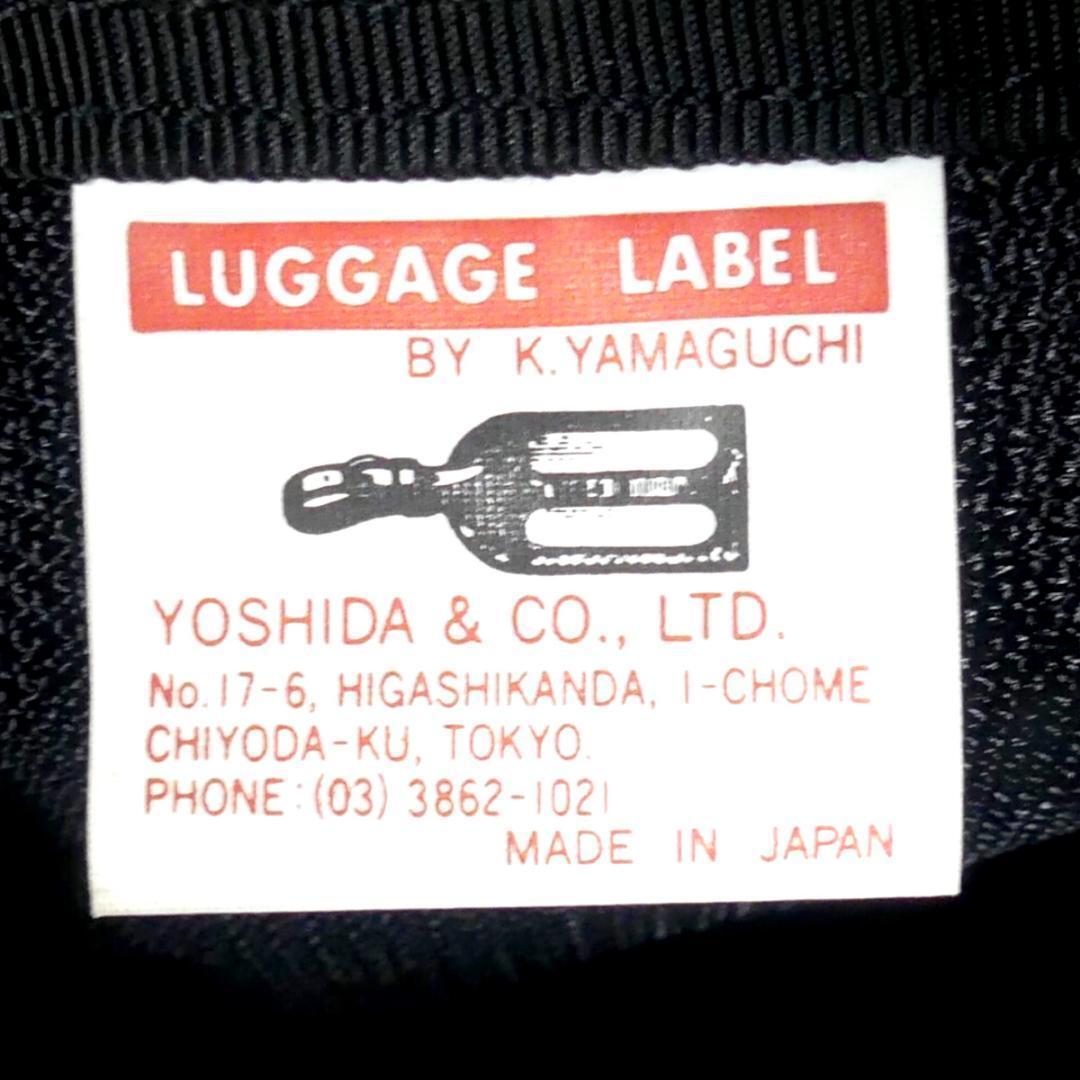 LUGGAGE LABEL
BY K.YAMAGUCHI
YOSHIDA & CO., LTD.
No.17-6, HIGASHIKANDA, 1-CHOME
CHIYODA-KU, TOKYO.
PHONE:(03) 3862-1021
MADE IN JAPAN